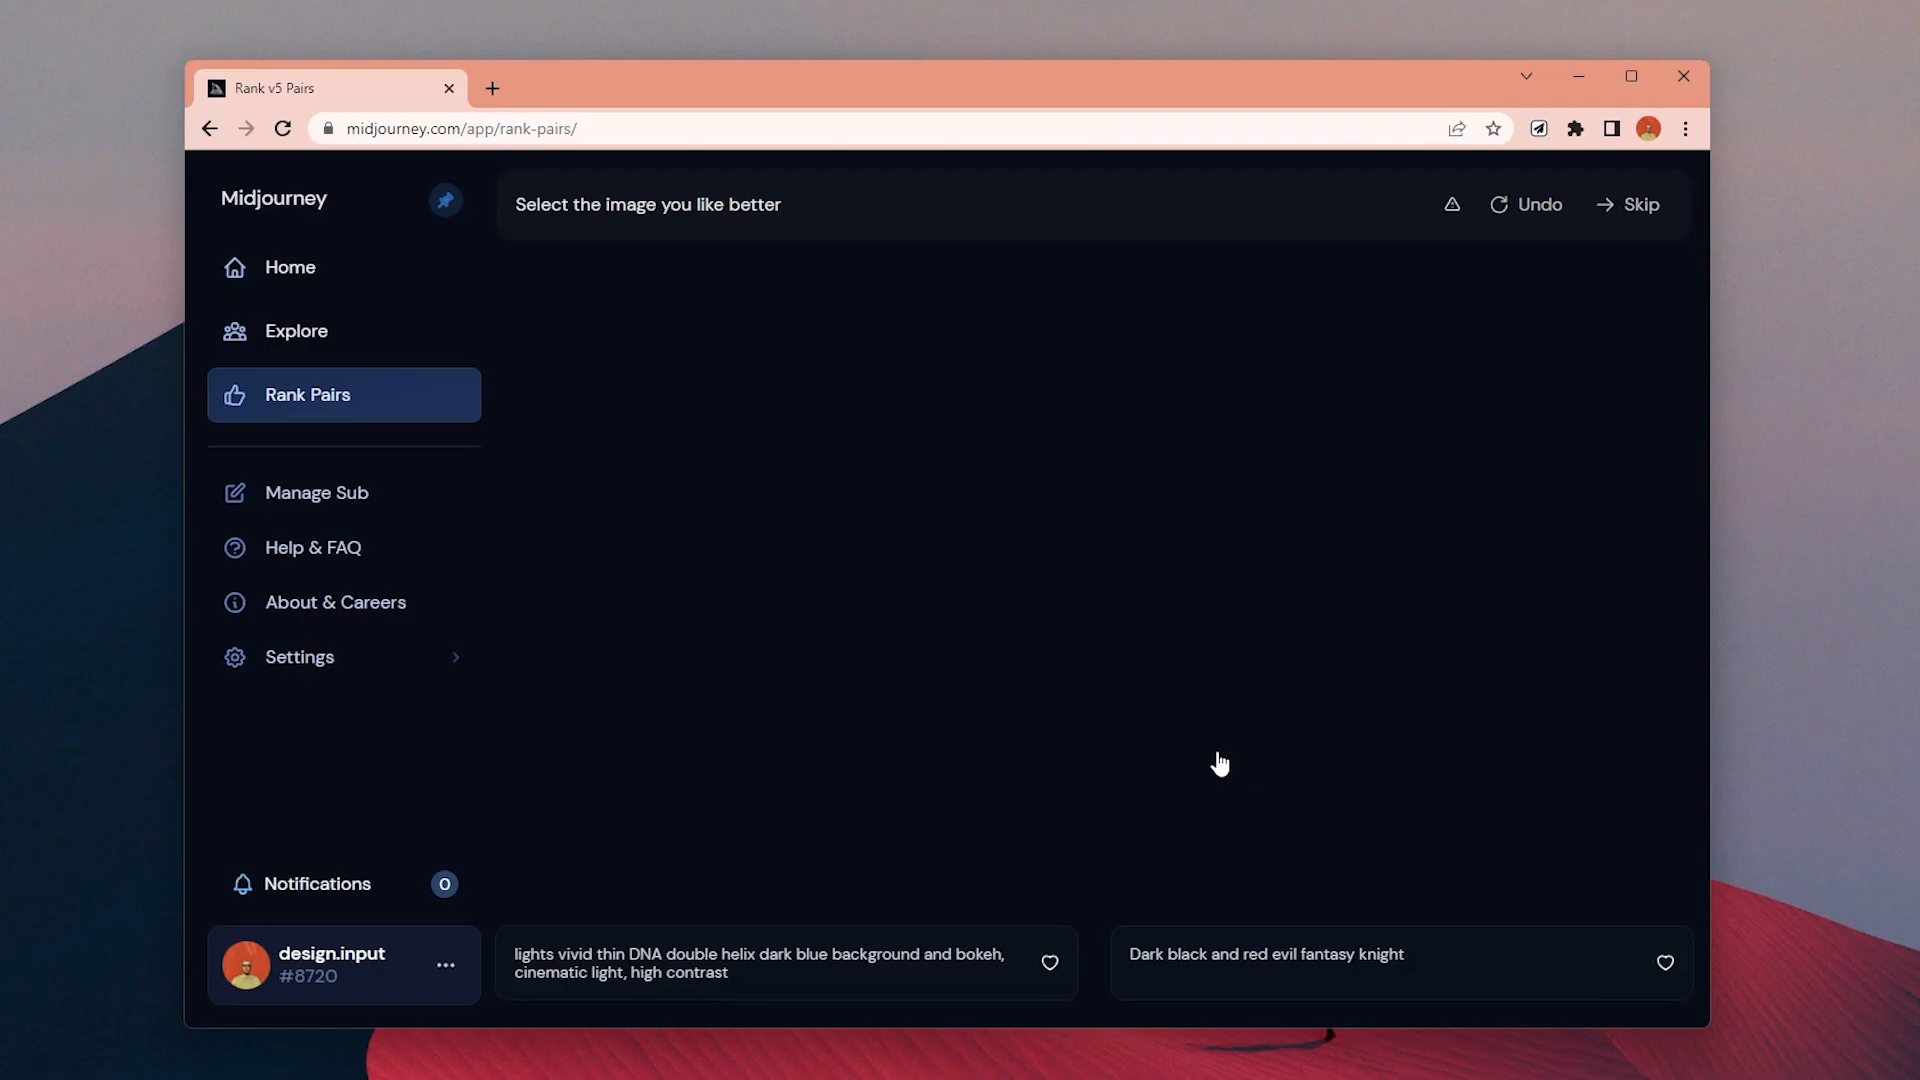 Rank v5 Pairs
midjourney.com/app/rank-pairs/
Midjourney
Select the image you like better
Undo
Skip
Home
Explore
Rank Pairs
Manage Sub
Help & FAQ
About & Careers
Settings
Notifications
0
design.input
#8720
lights vivid thin DNA double helix dark blue background and bokeh,
cinematic light, high contrast
Dark black and red evil fantasy knight